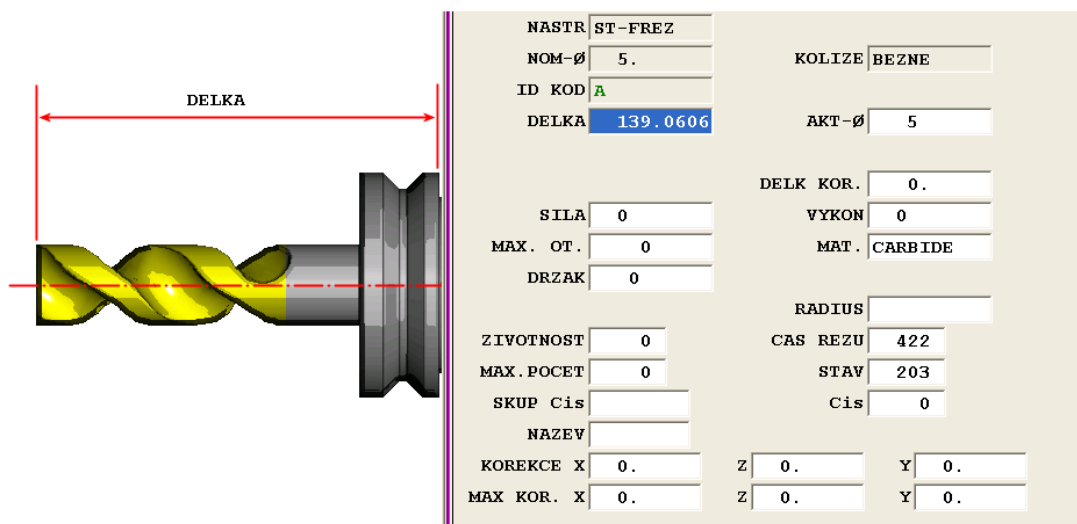 DELKA
NASTR ST-FREZ
NOM-Ø 5. KOLIZE BEZNE
ID KOD A
DELKA 139.0606 AKT-Ø 5
DELK KOR. 0.
SILA 0 VYKON 0
MAX. OT. 0 MAT. CARBIDE
DRZAK 0
RADIUS
ZIVOTNOST 0 CAS REZU 422
MAX.POCET 0 STAV 203
SKUP Cis Cis 0
NAZEV
KOREKCE X 0. Z 0. Y 0.
MAX KOR. X 0. Z 0. Y 0.